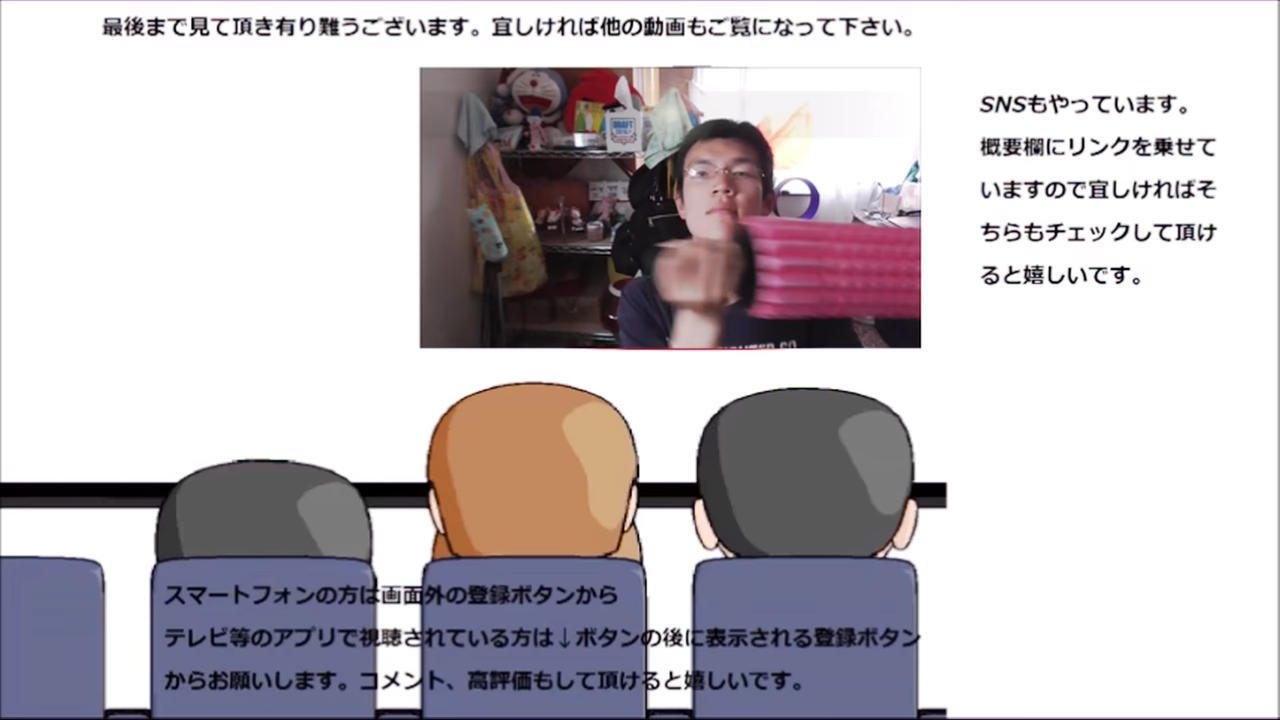 最後まで見て頂き有り難うございます。宜しければ他の動画もご覧になって下さい。
SNSもやっています。
概要欄にリンクを乗せて
いますので宜しければそ
ちらもチェックして頂け
ると嬉しいです。
DRAFT
スマートフォンの方は画面外の登録ボタンから
テレビ等のアプリで視聴されている方は↓ボタンの後に表示される登録ボタン
からお願いします。コメント、高評価もして頂けると嬉しいです。